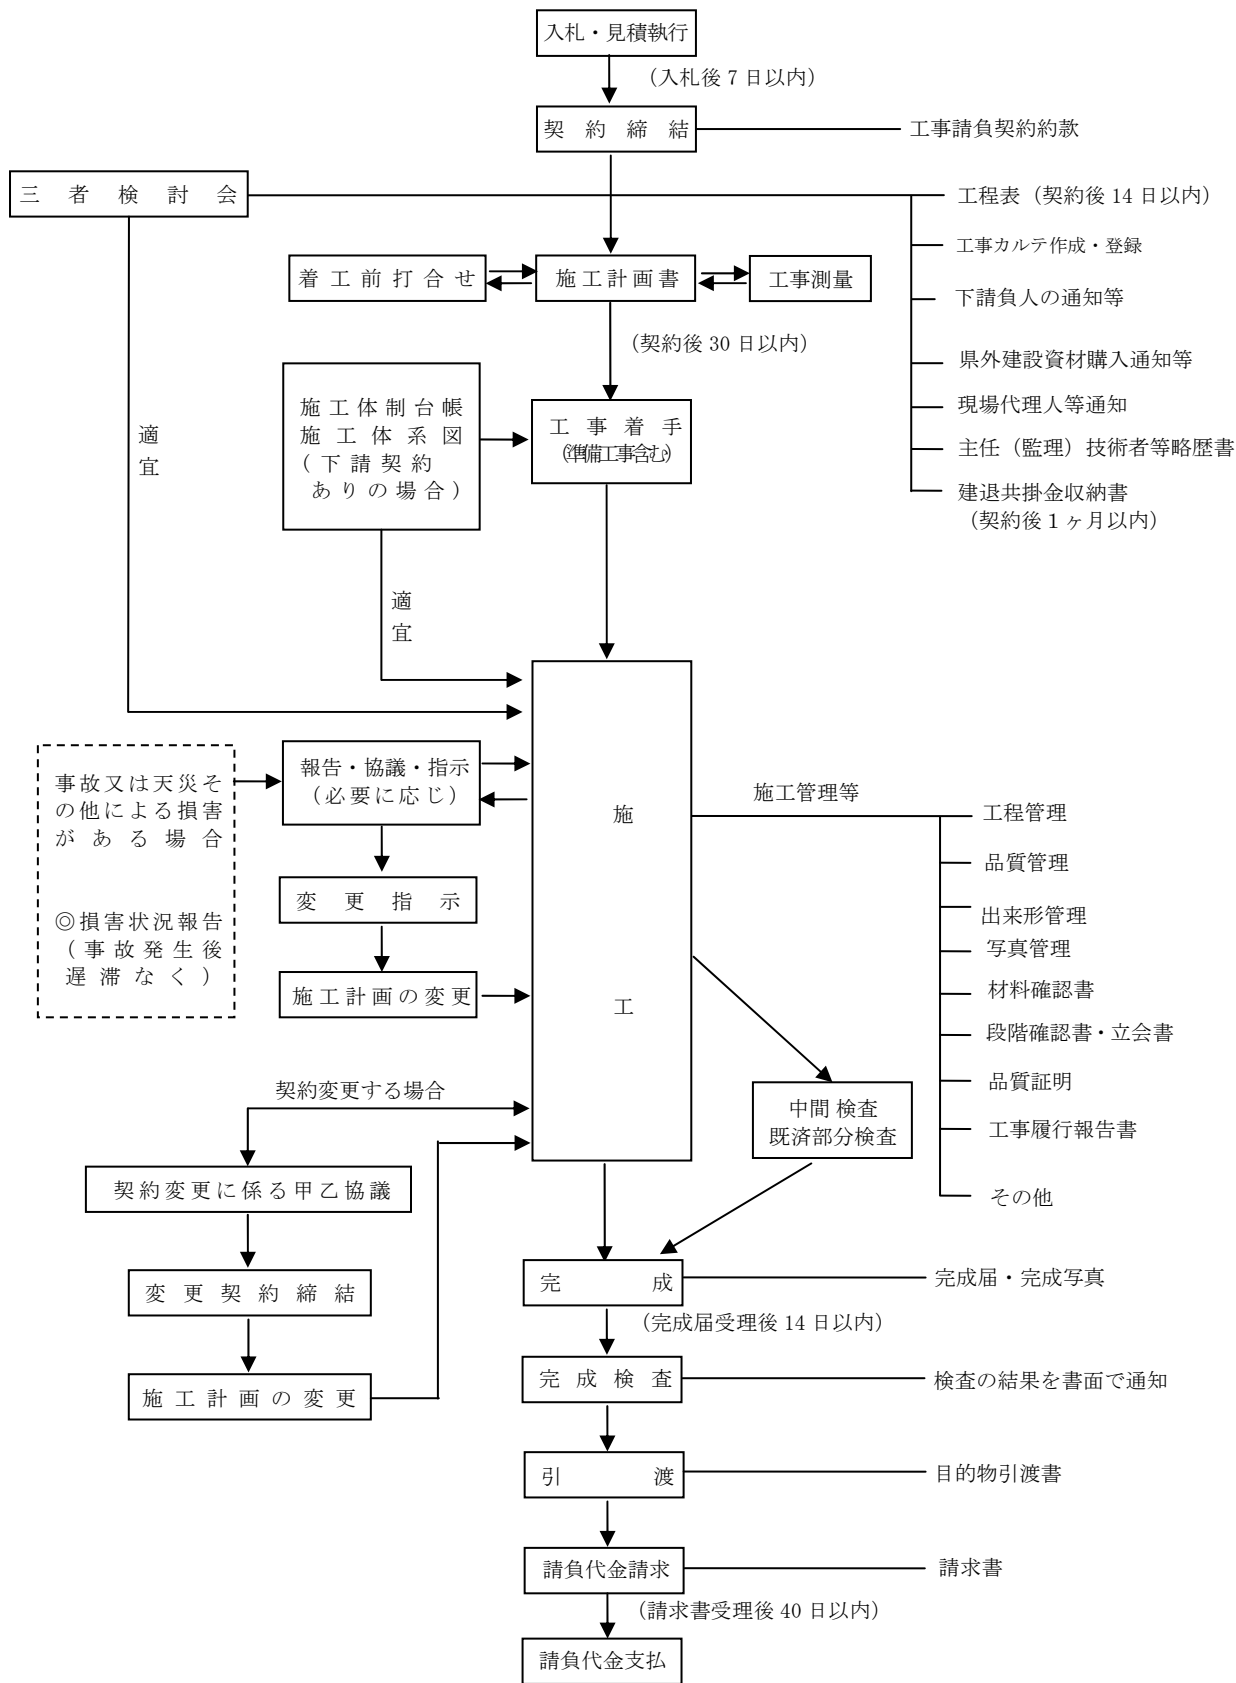 入札・見積執行
（入札後 7 日以内）
契約締結
工事請負契約約款
三者検討会
工程表（契約後 14 日以内）
工事カルテ作成・登録
着工前打合せ
施工計画書
工事測量
下請負人の通知等
（契約後 30 日以内）
県外建設資材購入通知等
施工体制台帳
施工体系図
（下請契約
ありの場合）
工事着手
（準備工事含む）
現場代理人等通知
主任（監理）技術者等略歴書
建退共掛金収納書
（契約後 1 ヶ月以内）
適宜
適宜
施工
事故又は天災そ
の他による損害
がある場合
◎損害状況報告
（事故発生後
遅滞なく）
報告・協議・指示
（必要に応じ）
変更指示
施工計画の変更
施工管理等
工程管理
品質管理
出来形管理
写真管理
材料確認書
段階確認書・立会書
品質証明
工事履行報告書
その他
中間 検査
既済部分検査
契約変更する場合
契約変更に係る甲乙協議
変更契約締結
施工計画の変更
完成
完成届・完成写真
（完成届受理後 14 日以内）
完成検査
検査の結果を書面で通知
引渡
目的物引渡書
請負代金請求
請求書
（請求書受理後 40 日以内）
請負代金支払